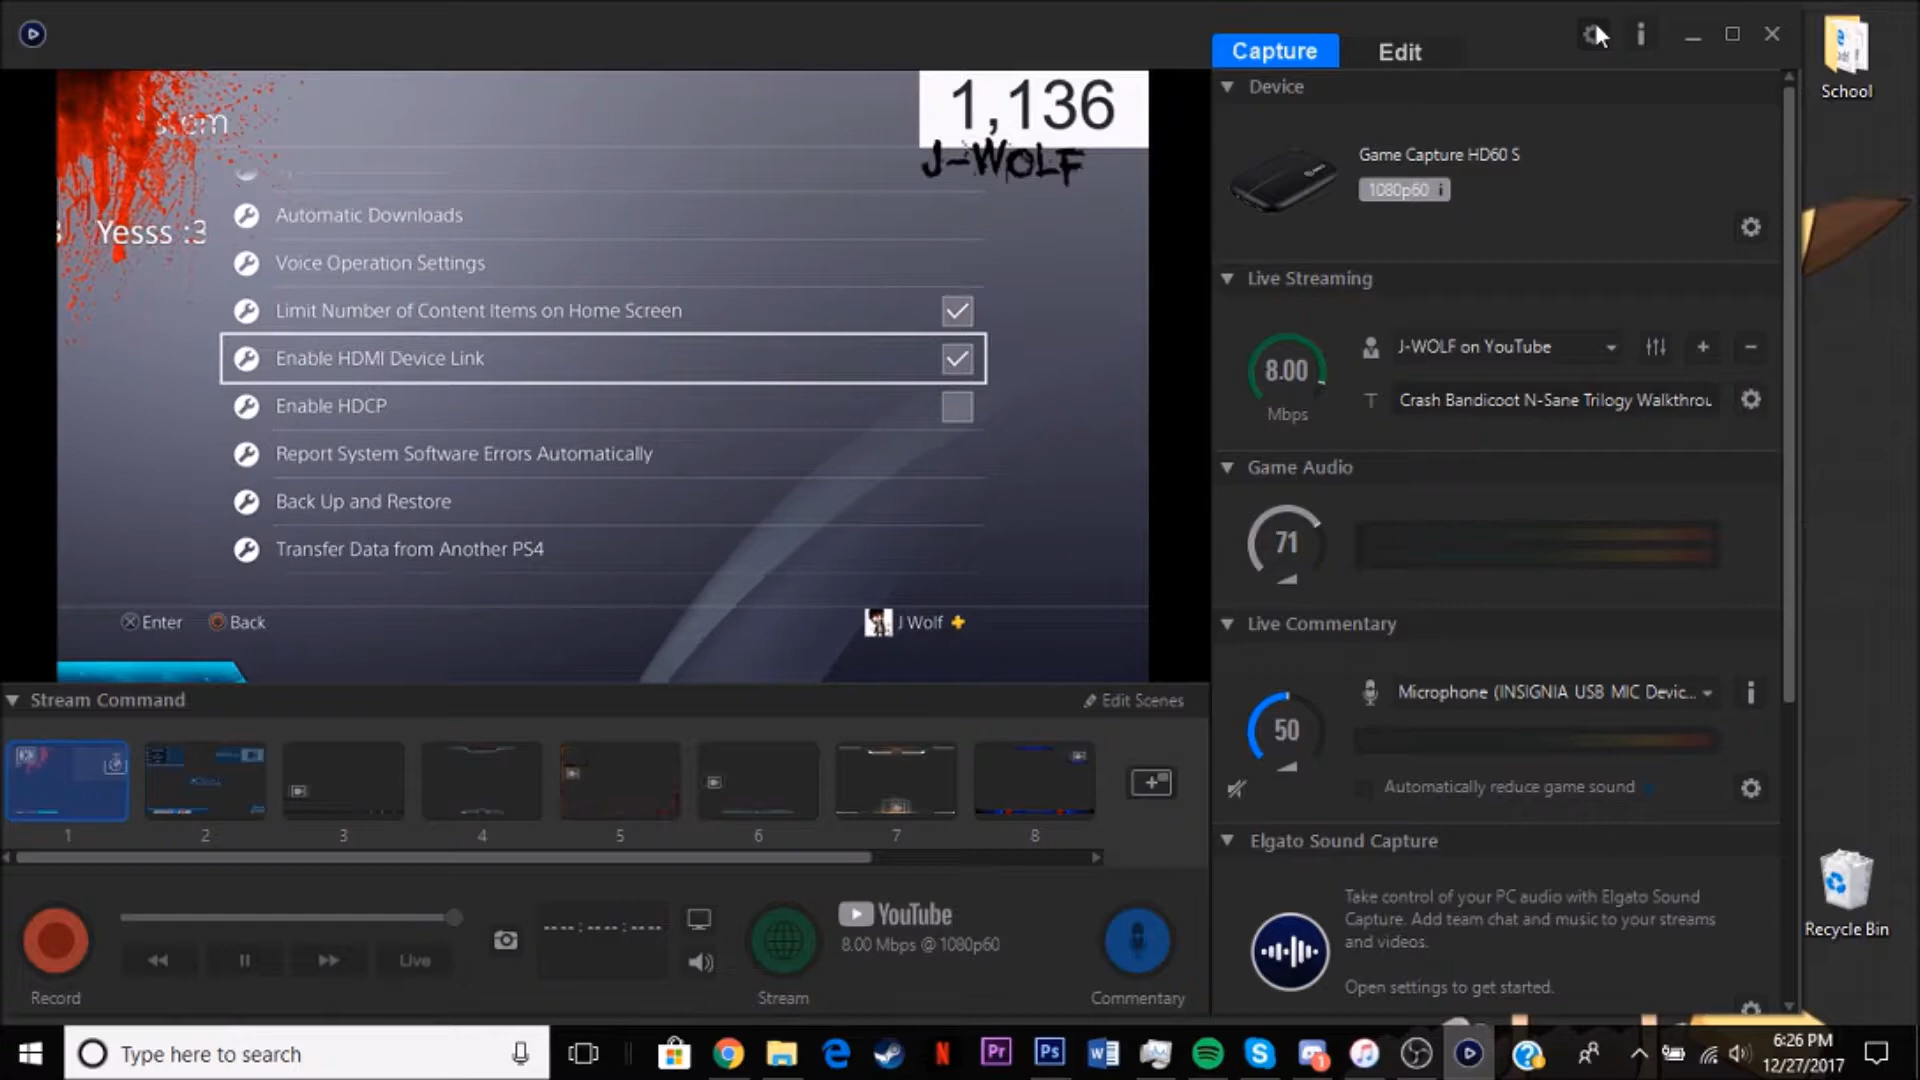 Capture
Edit
School
1,136
J-WOLF
Yesss :3
Automatic Downloads
Voice Operation Settings
Limit Number of Content Items on Home Screen
Enable HDMI Device Link
Enable HDCP
Report System Software Errors Automatically
Back Up and Restore
Transfer Data from Another PS4
Enter
Back
J Wolf
Device
Game Capture HD60 S
1080p60 i
Live Streaming
8.00
Mbps
J-WOLF on YouTube
T Crash Bandicoot N-Sane Trilogy Walkthrou
Game Audio
71
Live Commentary
Microphone (INSIGNIA USB MIC Devic...
50
Automatically reduce game sound
Elgato Sound Capture
Take control of your PC audio with Elgato Sound
Capture. Add team chat and music to your streams
and videos.
Open settings to get started.
Stream Command
Edit Scenes
1 2 3 4 5 6 7 8
Live
--:--:--
YouTube
8.00 Mbps @ 1080p60
Record
Stream
Commentary
Recycle Bin
Type here to search
Pr
Ps
6:26 PM
12/27/2017